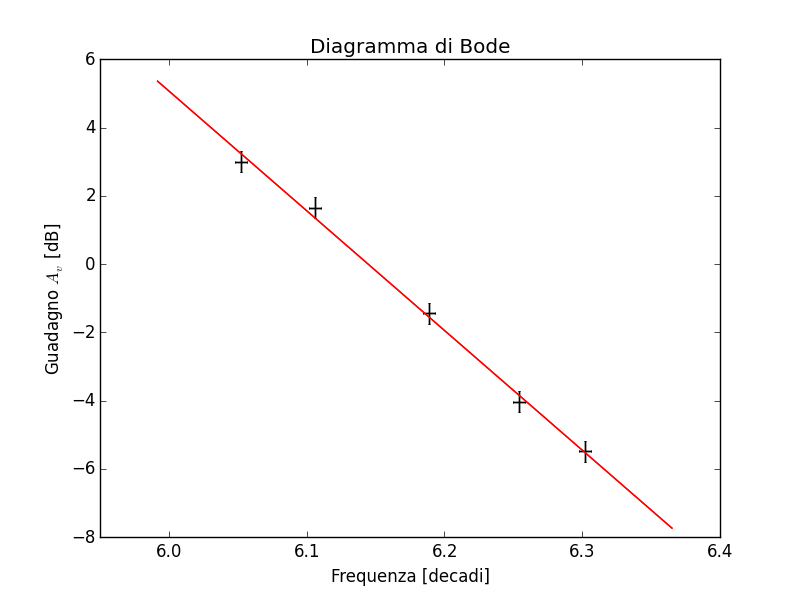 Diagramma di Bode
Guadagno A_v [dB]
6
4
2
0
−2
−4
−6
−8
6.0 6.1 6.2 6.3 6.4
Frequenza [decadi]